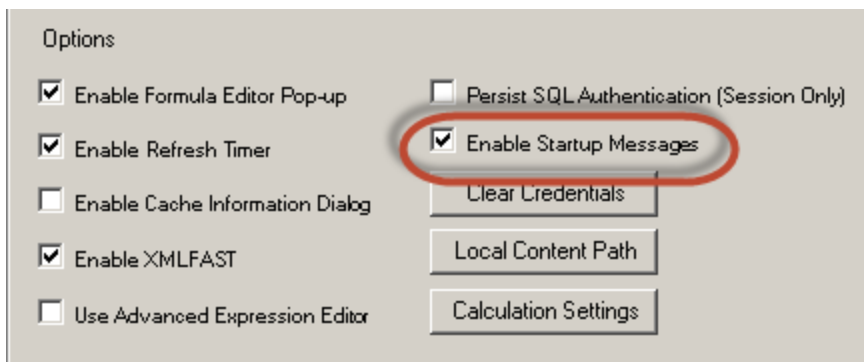 Options
Enable Formula Editor Pop-up
Persist SQL Authentication (Session Only)
Enable Refresh Timer
Enable Startup Messages
Enable Cache Information Dialog
Clear Credentials
Enable XMLFAST
Local Content Path
Use Advanced Expression Editor
Calculation Settings